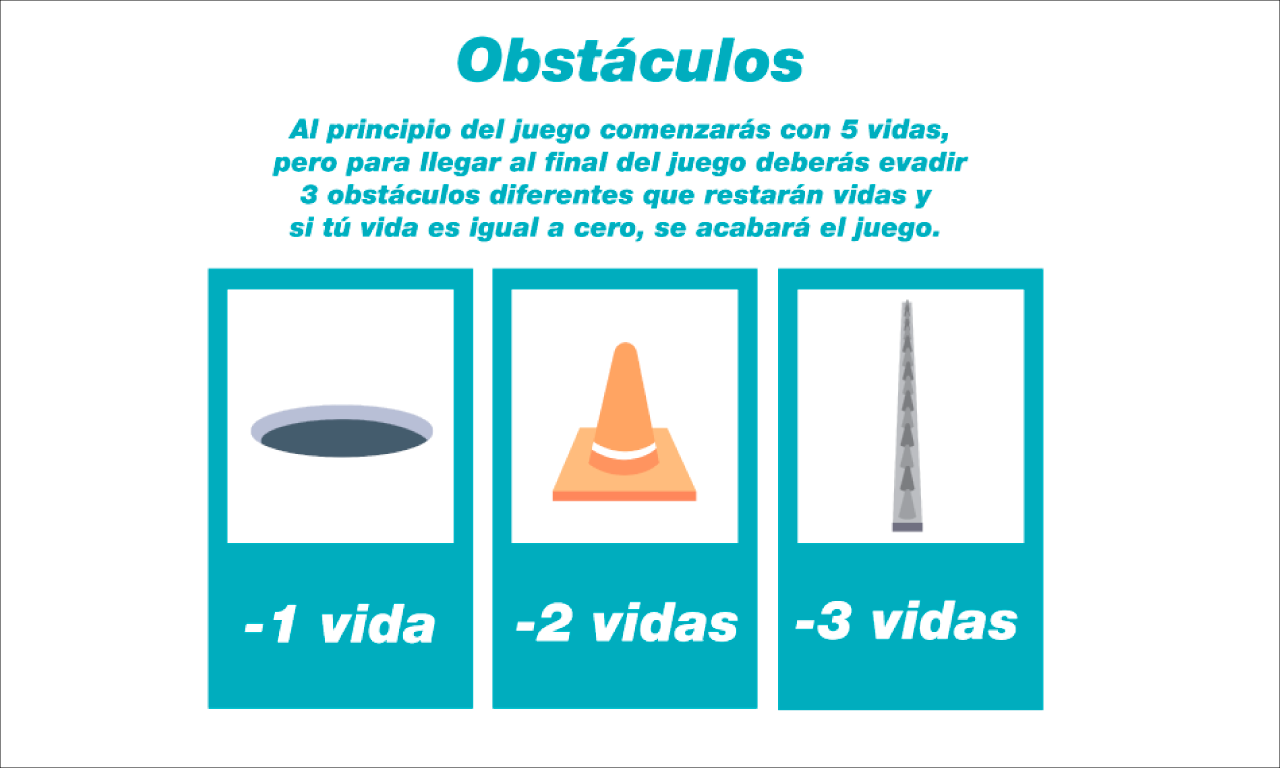 Obstáculos
Al principio del juego comenzarás con 5 vidas,
pero para llegar al final del juego deberás evadir
3 obstáculos diferentes que restarán vidas y
si tú vida es igual a cero, se acabará el juego.
-1 vida
-2 vidas
-3 vidas